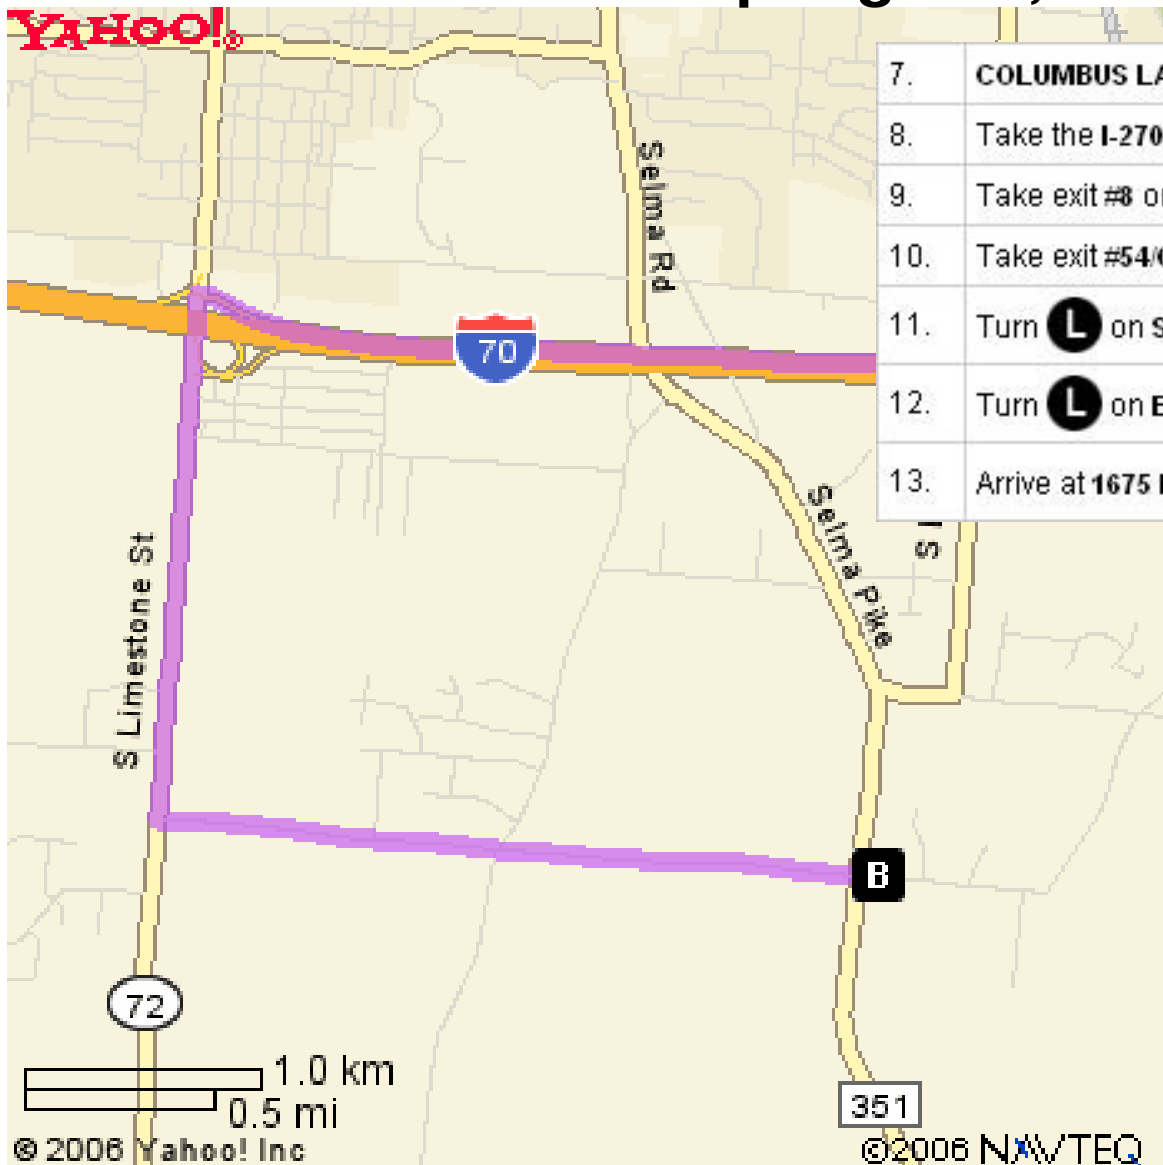 YAHOO!®
7. COLUMBUS LA
8. Take the I-270
9. Take exit #8 o
10. Take exit #54/
11. Turn L on S
12. Turn L on E
13. Arrive at 1675
Selma Rd
70
Selma Pike
S
S Limestone St
B
72
1.0 km
0.5 mi
351
© 2006 Yahoo! Inc
©2006 NAVTEQ